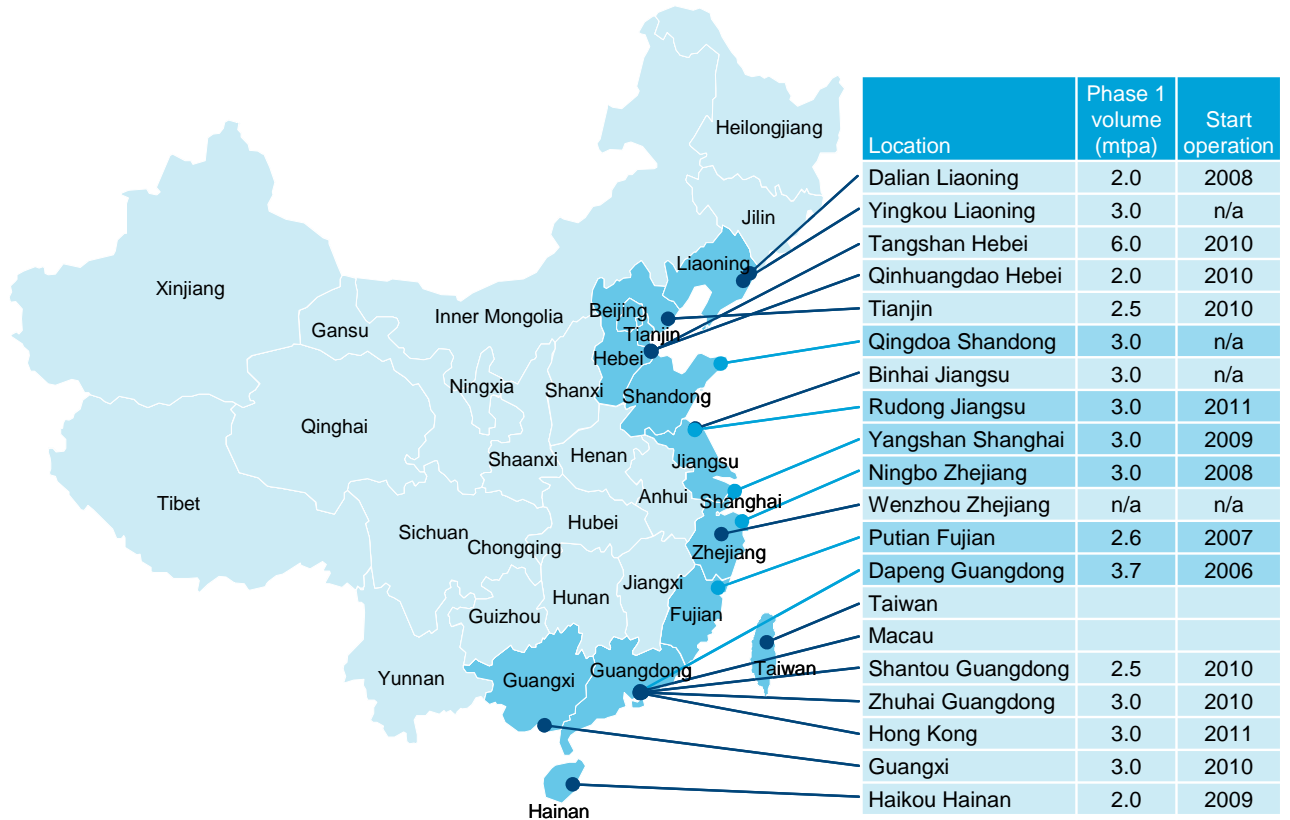 Heilongjiang
Jilin
Liaoning
Xinjiang
Inner Mongolia
Beijing
Gansu
Tianjin
Hebei
Ningxia
Shanxi
Shandong
Qinghai
Henan
Shaanxi
Jiangsu
Tibet
Anhui
Shanghai
Hubei
Sichuan
Chongqing
Zhejiang
Jiangxi
Hunan
Guizhou
Fujian
Guangdong
Taiwan
Yunnan
Guangxi
Hainan
Location Phase 1 volume (mtpa) Start operation
Dalian Liaoning 2.0 2008
Yingkou Liaoning 3.0 n/a
Tangshan Hebei 6.0 2010
Qinhuangdao Hebei 2.0 2010
Tianjin 2.5 2010
Qingdoa Shandong 3.0 n/a
Binhai Jiangsu 3.0 n/a
Rudong Jiangsu 3.0 2011
Yangshan Shanghai 3.0 2009
Ningbo Zhejiang 3.0 2008
Wenzhou Zhejiang n/a n/a
Putian Fujian 2.6 2007
Dapeng Guangdong 3.7 2006
Taiwan
Macau
Shantou Guangdong 2.5 2010
Zhuhai Guangdong 3.0 2010
Hong Kong 3.0 2011
Guangxi 3.0 2010
Haikou Hainan 2.0 2009